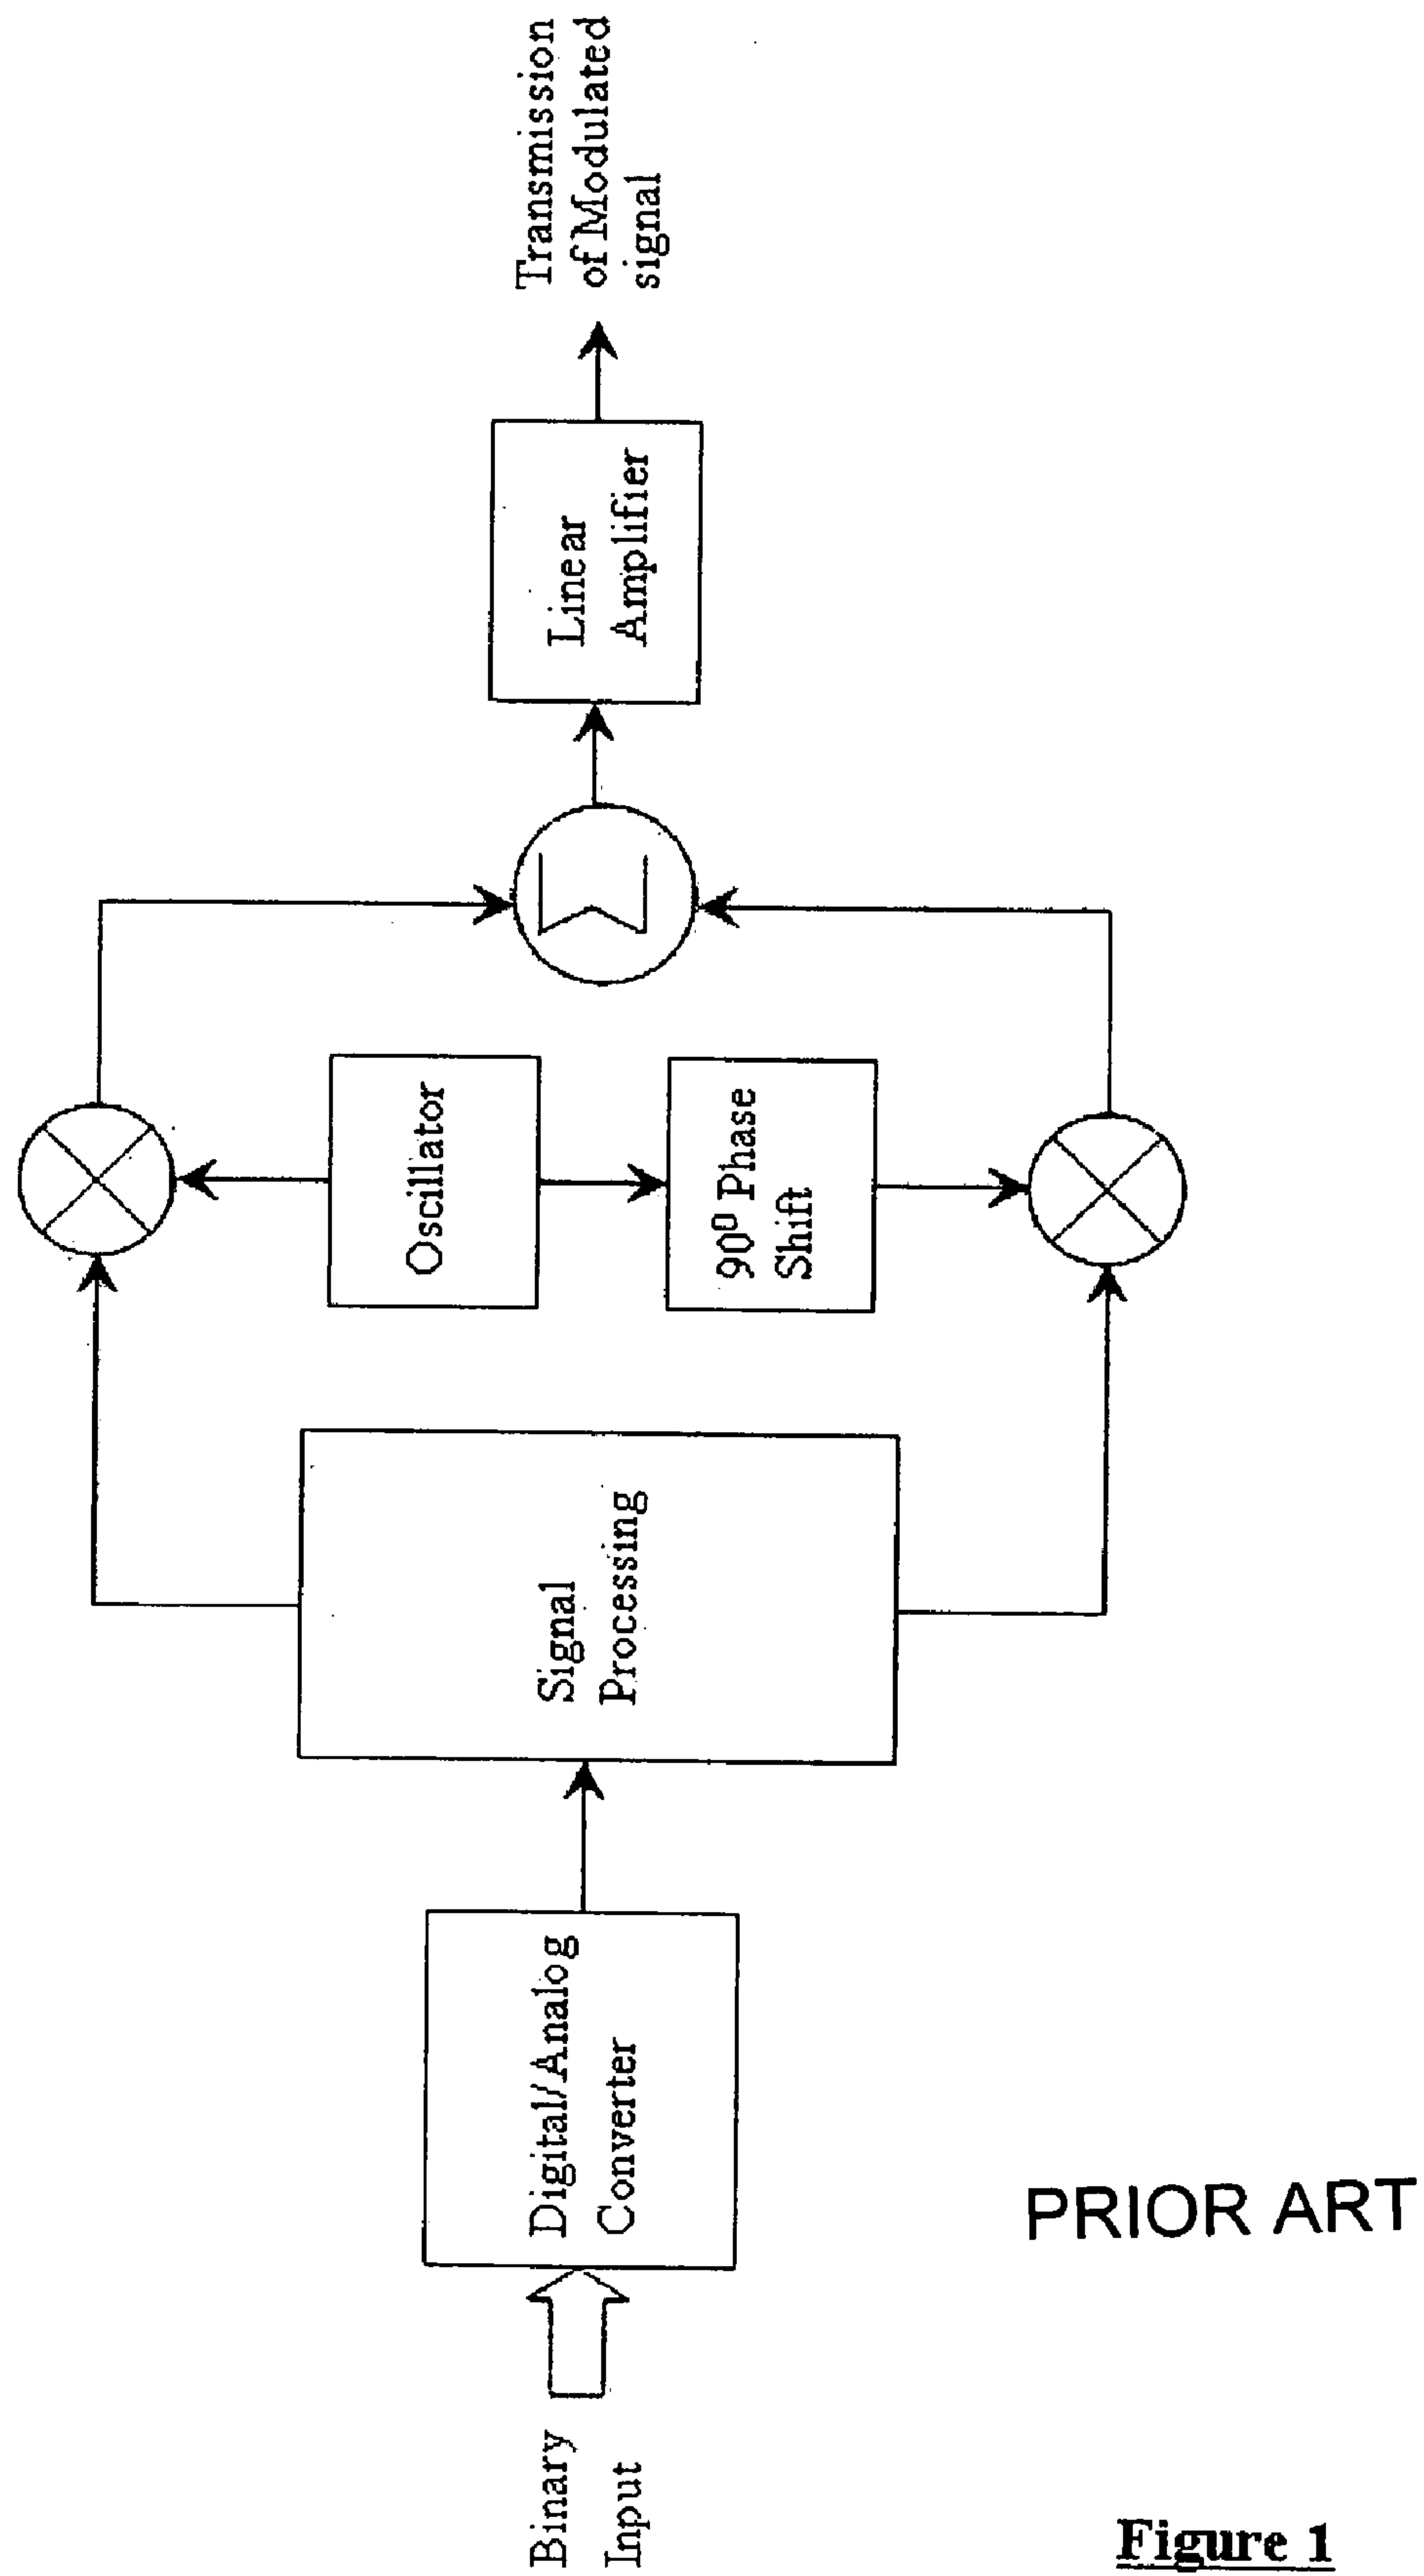 Binary
Input
Digital/Analog
Converter
Signal
Processing
Oscillator
90⁰ Phase
Shift
Σ
Linear
Amplifier
Transmission
of Modulated
signal
PRIOR ART
Figure 1